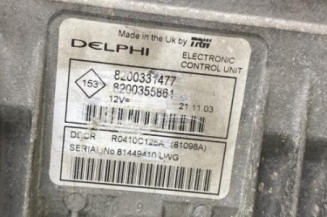 Made in the Uk by TRW
DELPHI ELECTRONIC
CONTROL UNIT
153 8200331477
8200355861
12V= 21 11 03
DDCR R0410C125A (61098A)
SERIAL No 81449410 LWG